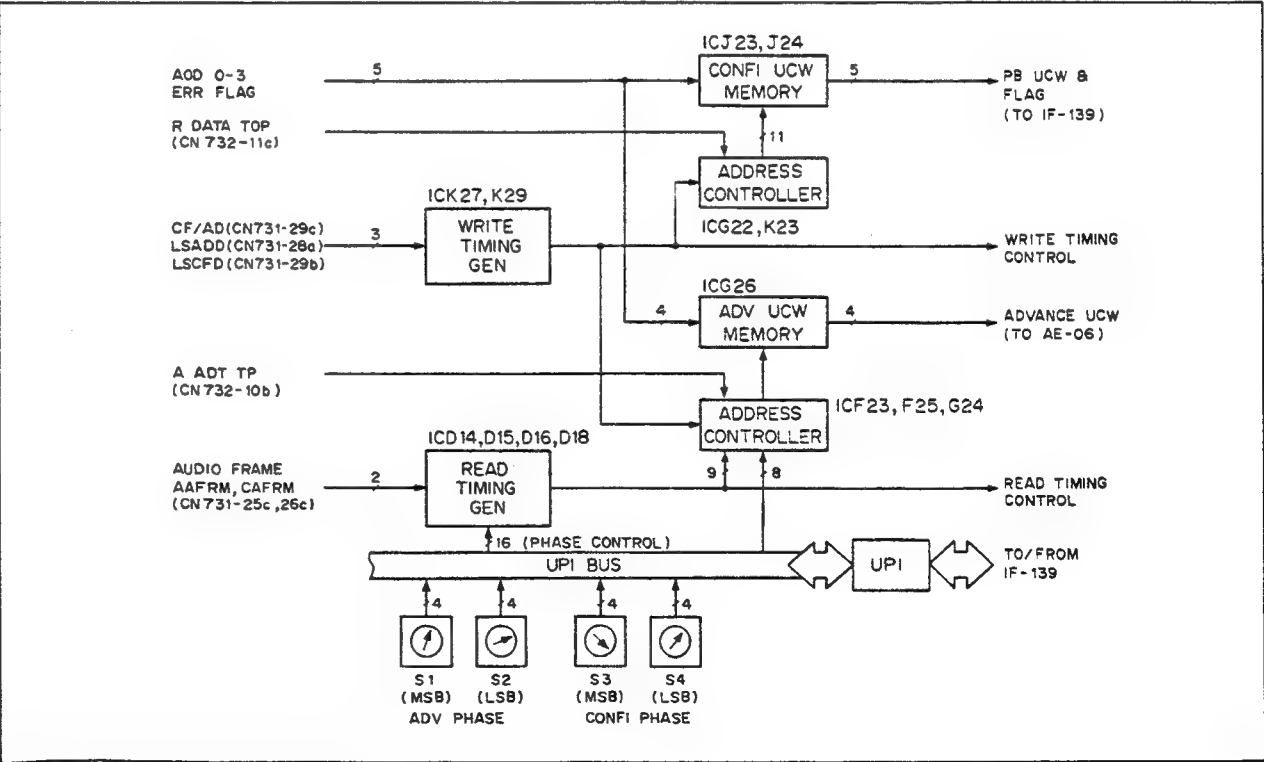 ICJ23, J24
AOD 0-3
ERR FLAG
5
CONFI UCW
MEMORY
5
PB UCW &
FLAG
(TO IF-139)
R DATA TOP
(CN 732-11c)
11
ADDRESS
CONTROLLER
ICG22, K23
ICK27, K29
CF/AD(CN731-29c)
LSADD(CN731-28a)
LSCFD(CN731-29b)
3
WRITE
TIMING
GEN
WRITE TIMING
CONTROL
ICG26
4
ADV UCW
MEMORY
4
ADVANCE UCW
(TO AE-06)
A ADT TP
(CN732-10b)
ADDRESS
CONTROLLER
ICF23, F25, G24
ICD14, D15, D16, D18
AUDIO FRAME
AAFRM, CAFRM
(CN731-25c, 26c)
2
READ
TIMING
GEN
9
8
READ TIMING
CONTROL
16 (PHASE CONTROL)
UPI BUS
UPI
TO/FROM
IF-139
4
4
4
4
S1
(MSB)
S2
(LSB)
S3
(MSB)
S4
(LSB)
ADV PHASE
CONFI PHASE